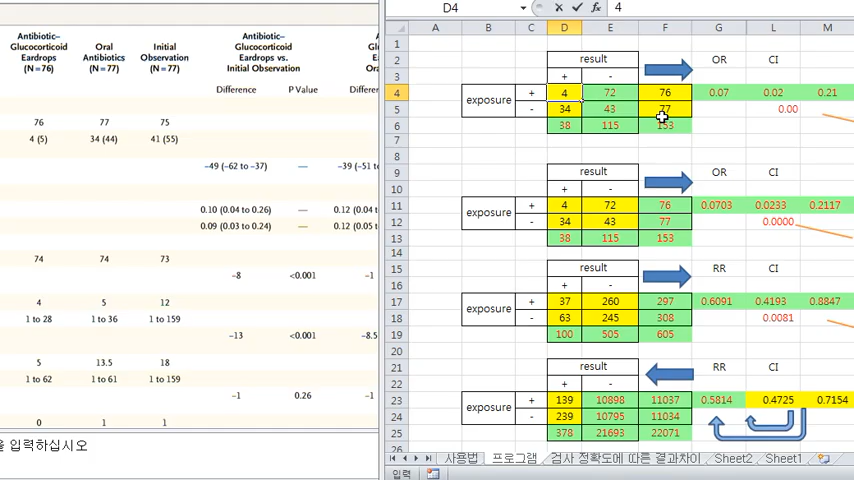 Antibiotic–
Glucocorticoid
Eardrops
(N=76)
Oral
Antibiotics
(N=77)
Initial
Observation
(N=75)
Antibiotic–
Glucocorticoid
Eardrops vs.
Initial Observation
Antibiotic–
Glucocorticoid
Eardrops
Oral
Difference P Value Differ
76 77 75
4 (5) 34 (44) 41 (55)
−49 (−62 to −37) — −39 (−51
0.10 (0.04 to 0.26) — 0.12 (0.04
0.09 (0.03 to 0.24) — 0.12 (0.05
74 74 73
−8 <0.001 −1
4 5 12
1 to 28 1 to 36 1 to 159
−13 <0.001 −8.5
5 13.5 18
1 to 62 1 to 61 1 to 159
−1 0.26 −1
0 1 1
을 입력하십시오
D4 fx 4
A B C D E F G L M
1
2 result OR CI
3 + -
4 exposure + 4 72 76 0.07 0.02 0.21
5 - 34 43 77 0.00
6 38 115 153
7
8
9 result OR CI
10 + -
11 exposure + 4 72 76 0.0703 0.0233 0.2117
12 - 34 43 77 0.0000
13 38 115 153
14
15 result RR CI
16 + -
17 exposure + 37 260 297 0.6091 0.4193 0.8847
18 - 63 245 308 0.0081
19 100 505 605
20
21 result RR CI
22 + -
23 exposure + 139 10898 11037 0.5814 0.4725 0.7154
24 - 239 10795 11034
25 378 21693 22071
26
사용법 프로그램 검사 정확도에 따른 결과차이 Sheet2 Sheet1
입력